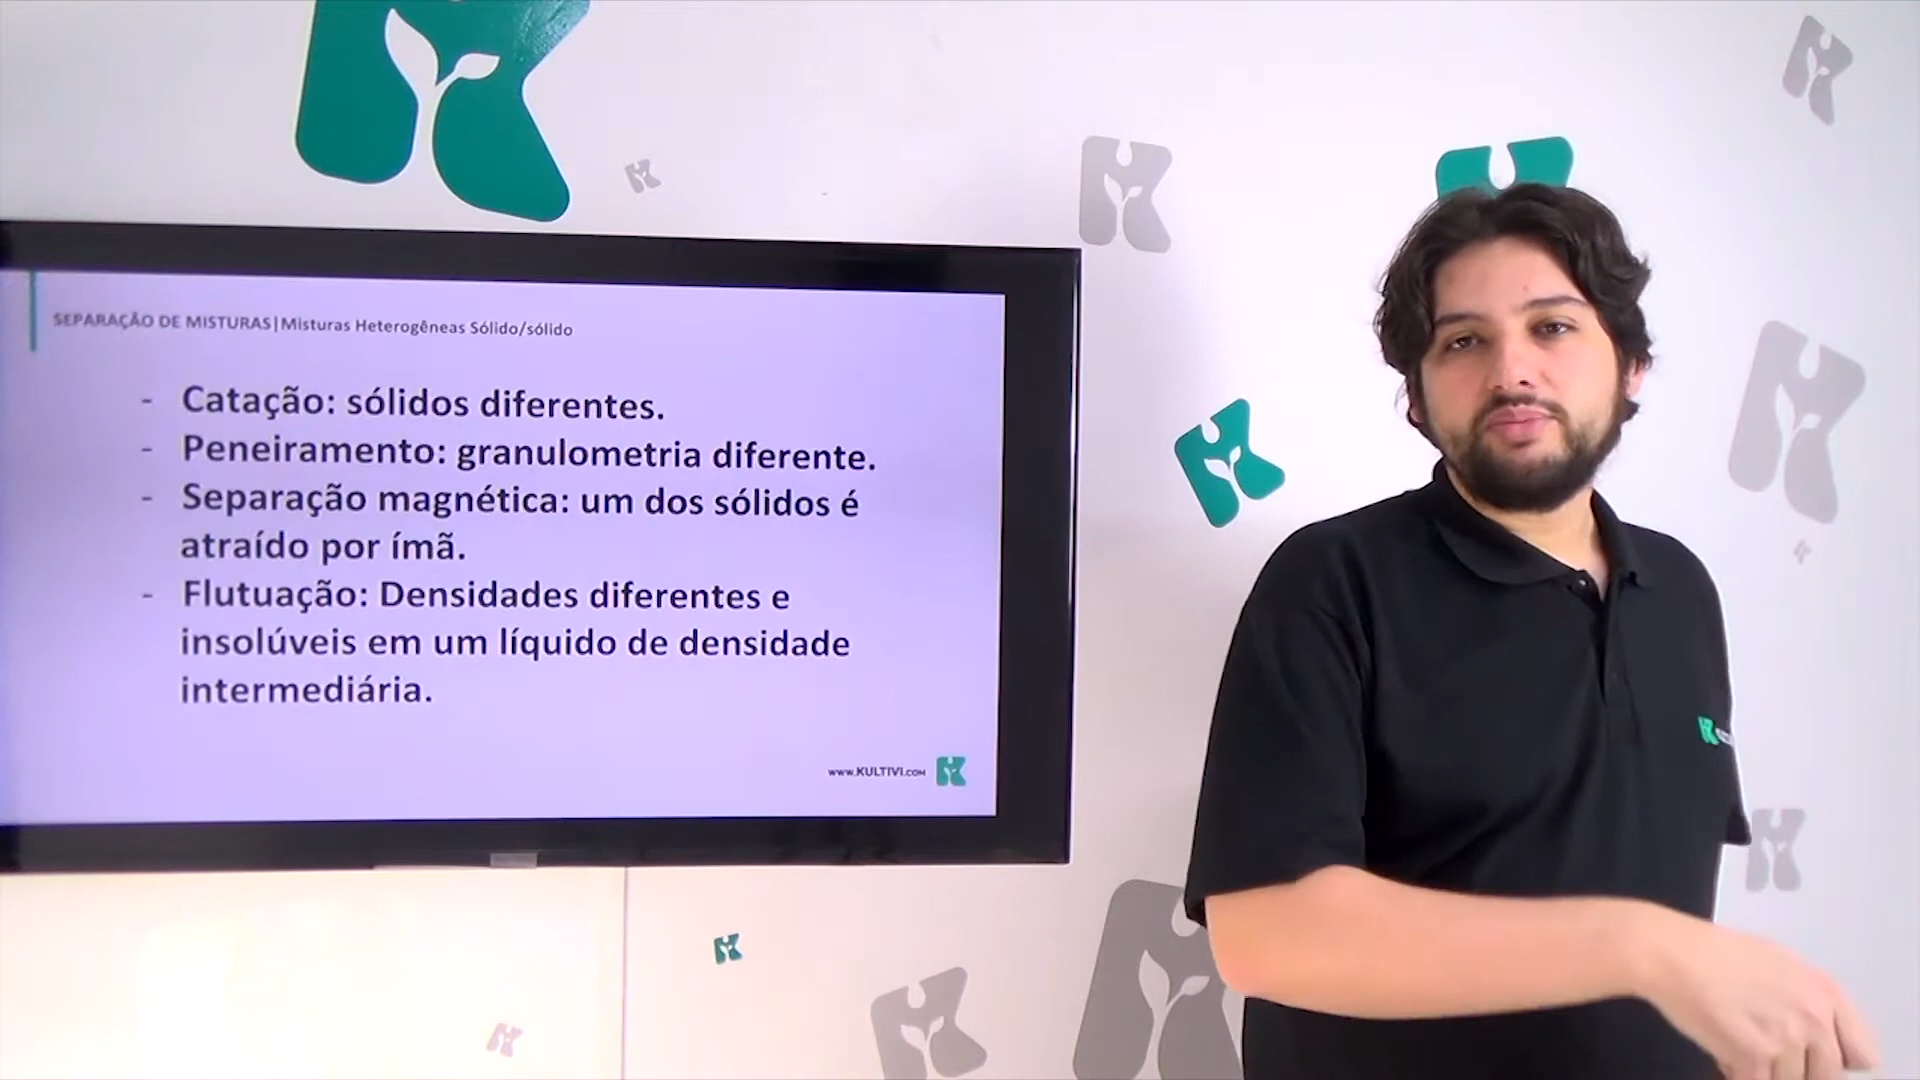 SEPARAÇÃO DE MISTURAS|Misturas Heterogêneas Sólido/sólido
- Catação: sólidos diferentes.
- Peneiramento: granulometria diferente.
- Separação magnética: um dos sólidos é
atraído por ímã.
- Flutuação: Densidades diferentes e
insolúveis em um líquido de densidade
intermediária.
www.KULTIVI.COM